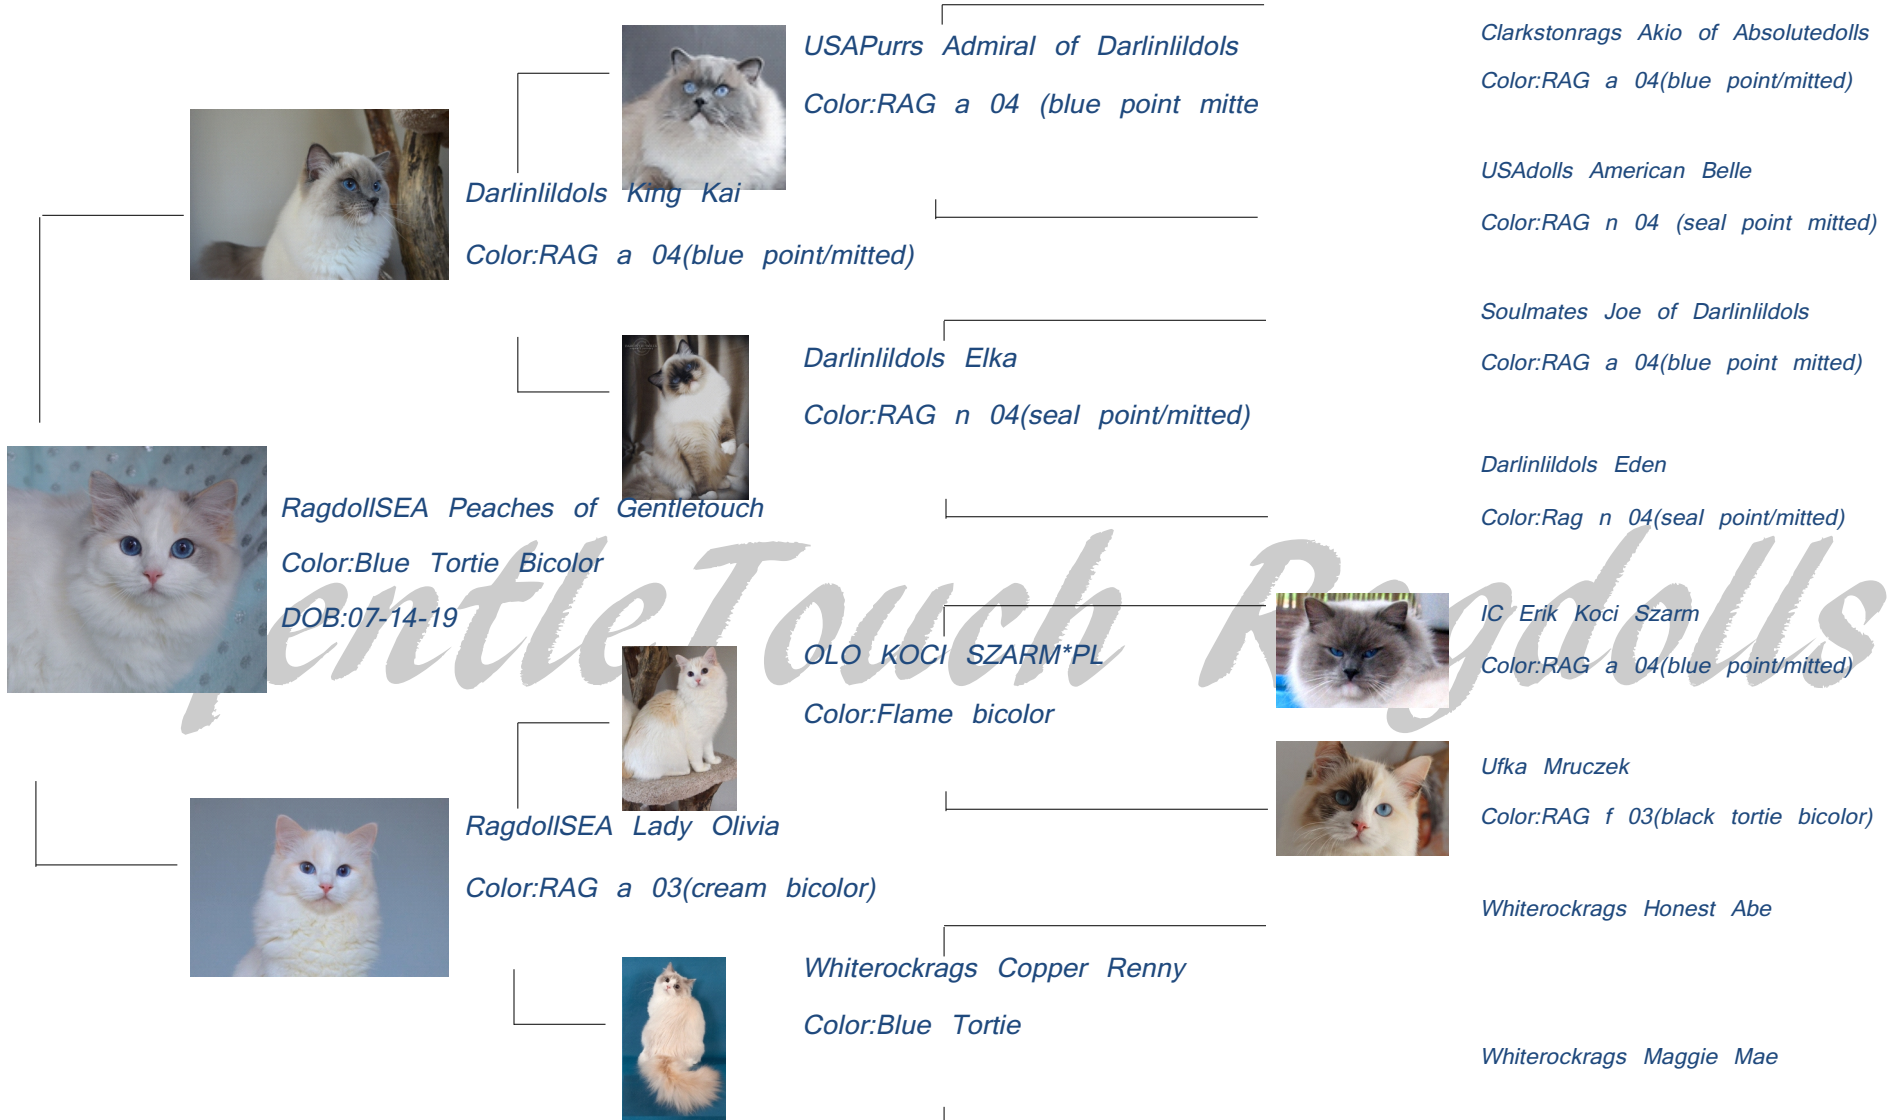 USAPurrs Admiral of Darlinlildols
Color:RAG a 04 (blue point mitte
Clarkstonrags Akio of Absolutedolls
Color:RAG a 04(blue point/mitted)
Darlinlildols King Kai
Color:RAG a 04(blue point/mitted)
USAdolls American Belle
Color:RAG n 04 (seal point mitted)
Darlinlildols Elka
Color:RAG n 04(seal point/mitted)
Soulmates Joe of Darlinlildols
Color:RAG a 04(blue point mitted)
Darlinlildols Eden
Color:Rag n 04(seal point/mitted)
RagdollSEA Peaches of Gentletouch
Color:Blue Tortie Bicolor
DOB:07-14-19
GentleTouch Ragdolls
OLO KOCI SZARM*PL
Color:Flame bicolor
IC Erik Koci Szarm
Color:RAG a 04(blue point/mitted)
Ufka Mruczek
Color:RAG f 03(black tortie bicolor)
RagdollSEA Lady Olivia
Color:RAG a 03(cream bicolor)
Whiterockrags Copper Renny
Color:Blue Tortie
Whiterockrags Honest Abe
Whiterockrags Maggie Mae